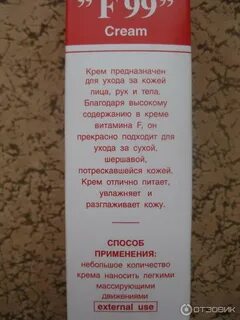 "F 99"
Cream
Крем предназначен
для ухода за кожей
лица, рук и тела.
Благодаря высокому
содержанию в креме
витамина F, он
прекрасно подходит для
ухода за сухой,
шершавой,
потрескавшейся кожей.
Крем отлично питает,
увлажняет и
разглаживает кожу.
СПОСОБ
ПРИМЕНЕНИЯ:
небольшое количество
крема наносить легкими
массирующими
движениями
external use
ОТЗОВИК